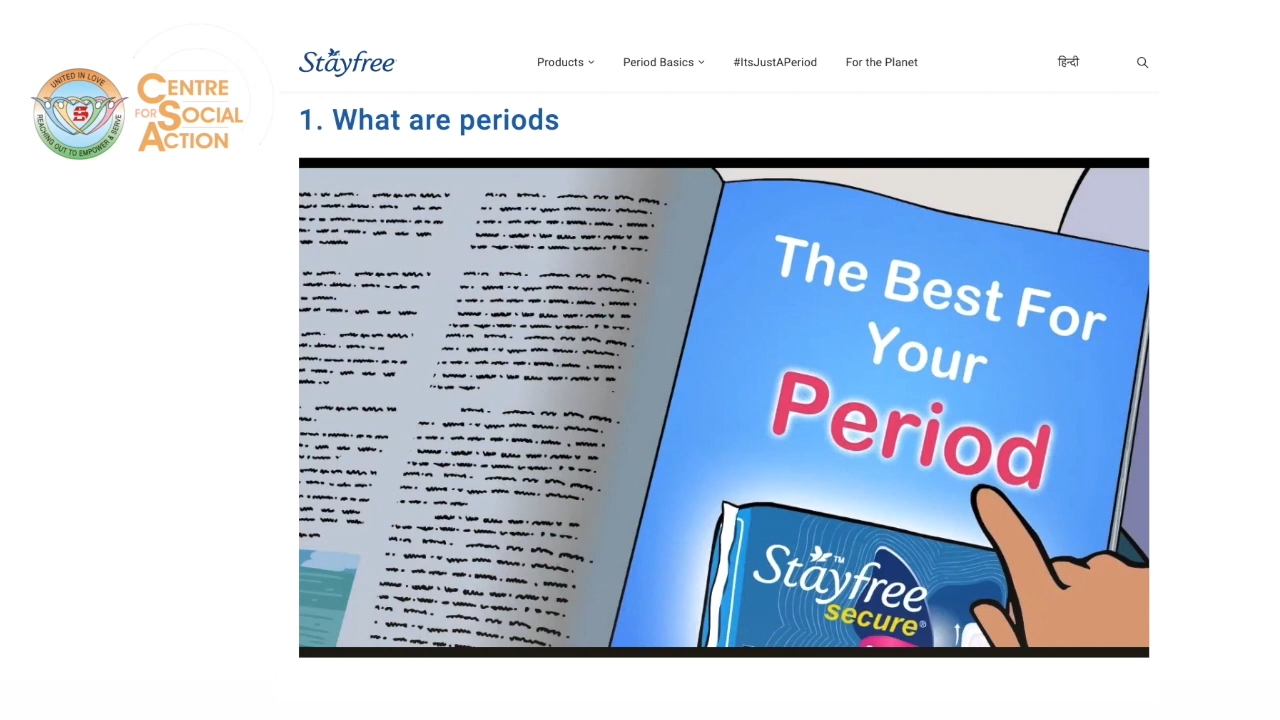 UNITED IN LOVE
REACHING OUT TO EMPOWER & SERVE
CENTRE
FOR SOCIAL
ACTION
Stayfree
Products
Period Basics
#ItsJustAPeriod
For the Planet
हिन्दी
1. What are periods
The Best For
Your
Period
Stayfree™
secure®